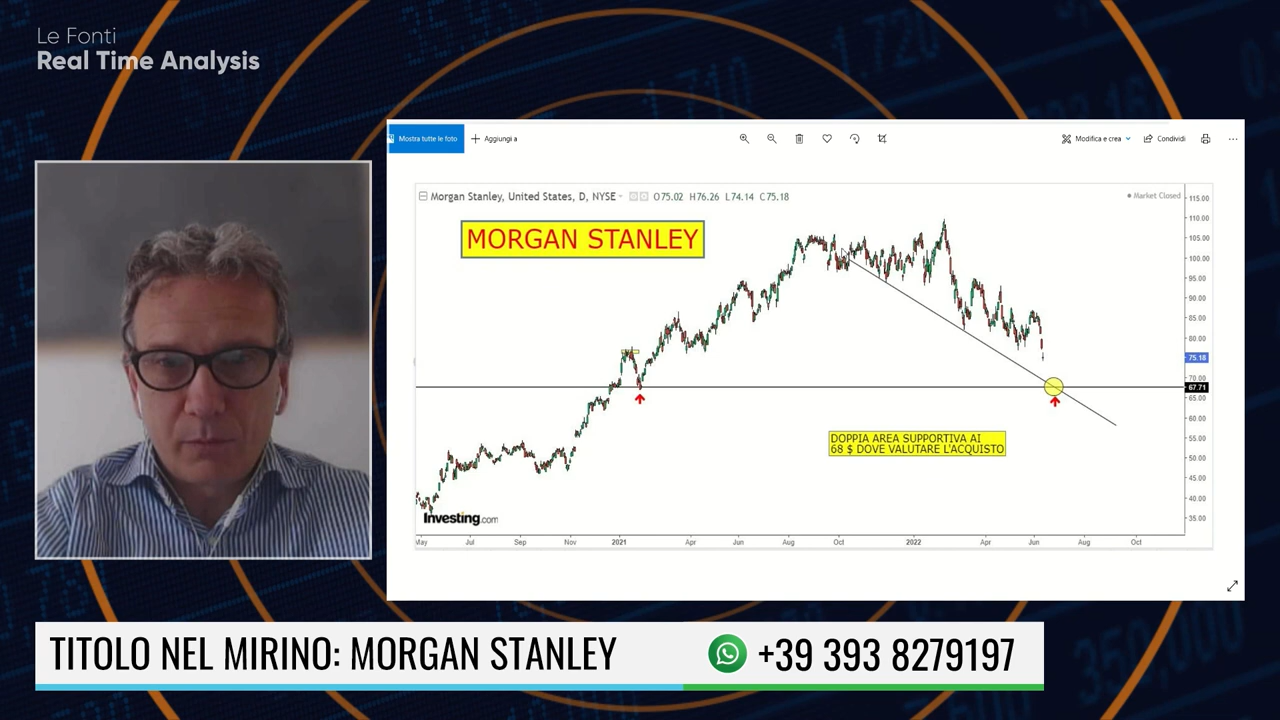 Le Fonti
Real Time Analysis
Mostra tutte le foto
Aggiungi a
Modifica e crea
Condividi
Morgan Stanley, United States, D, NYSE O75.02 H76.26 L74.14 C75.18
Market Closed
MORGAN STANLEY
115.00
110.00
105.00
100.00
95.00
90.00
85.00
80.00
75.18
70.00
67.71
65.00
60.00
55.00
50.00
45.00
40.00
35.00
DOPPIA AREA SUPPORTIVA AI
68 $ DOVE VALUTARE L'ACQUISTO
Investing.com
May Jul Sep Nov 2021 Apr Jun Aug Oct 2022 Apr Jun Aug Oct
TITOLO NEL MIRINO: MORGAN STANLEY
+39 393 8279197